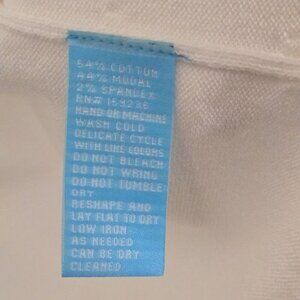 54% COTTON
44% MODAL
2% SPANDEX
RN# 159236
HAND OR MACHINE
WASH COLD
DELICATE CYCLE
WITH LIKE COLORS
DO NOT BLEACH
DO NOT WRING
DO NOT TUMBLE
DRY
RESHAPE AND
LAY FLAT TO DRY
LOW IRON
AS NEEDED
CAN BE DRY
CLEANED